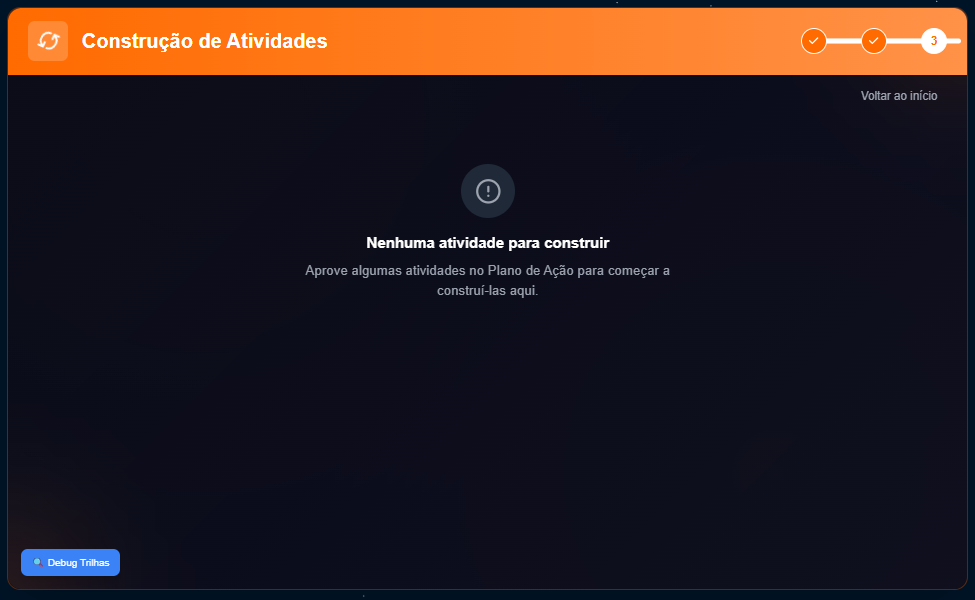 Construção de Atividades
3
Voltar ao início
Nenhuma atividade para construir
Aprove algumas atividades no Plano de Ação para começar a
construí-las aqui.
Debug Trilhas